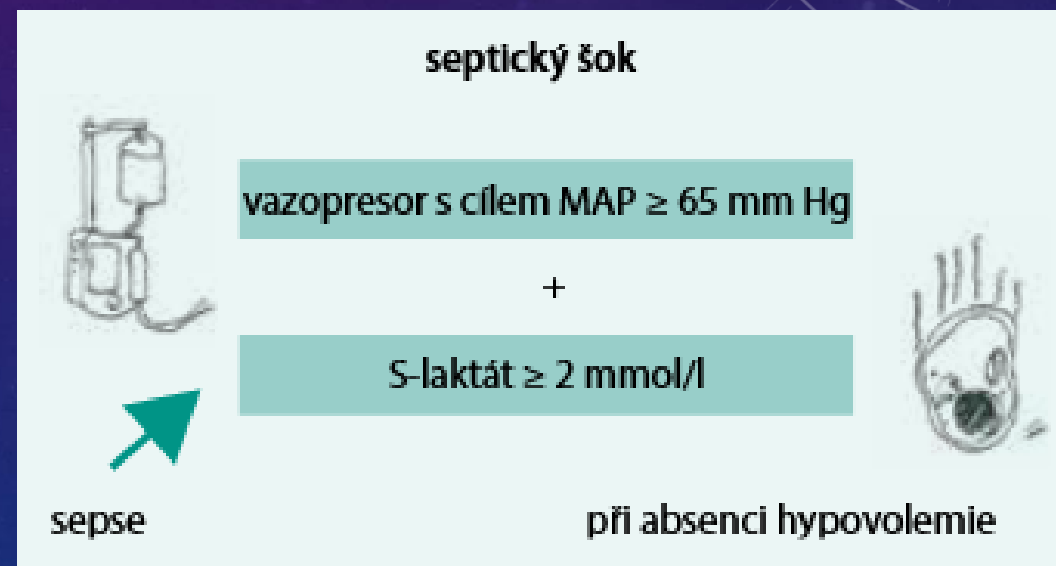 septický šok
vazopresor s cílem MAP ≥ 65 mm Hg
+
S-laktát ≥ 2 mmol/l
sepse
při absenci hypovolemie